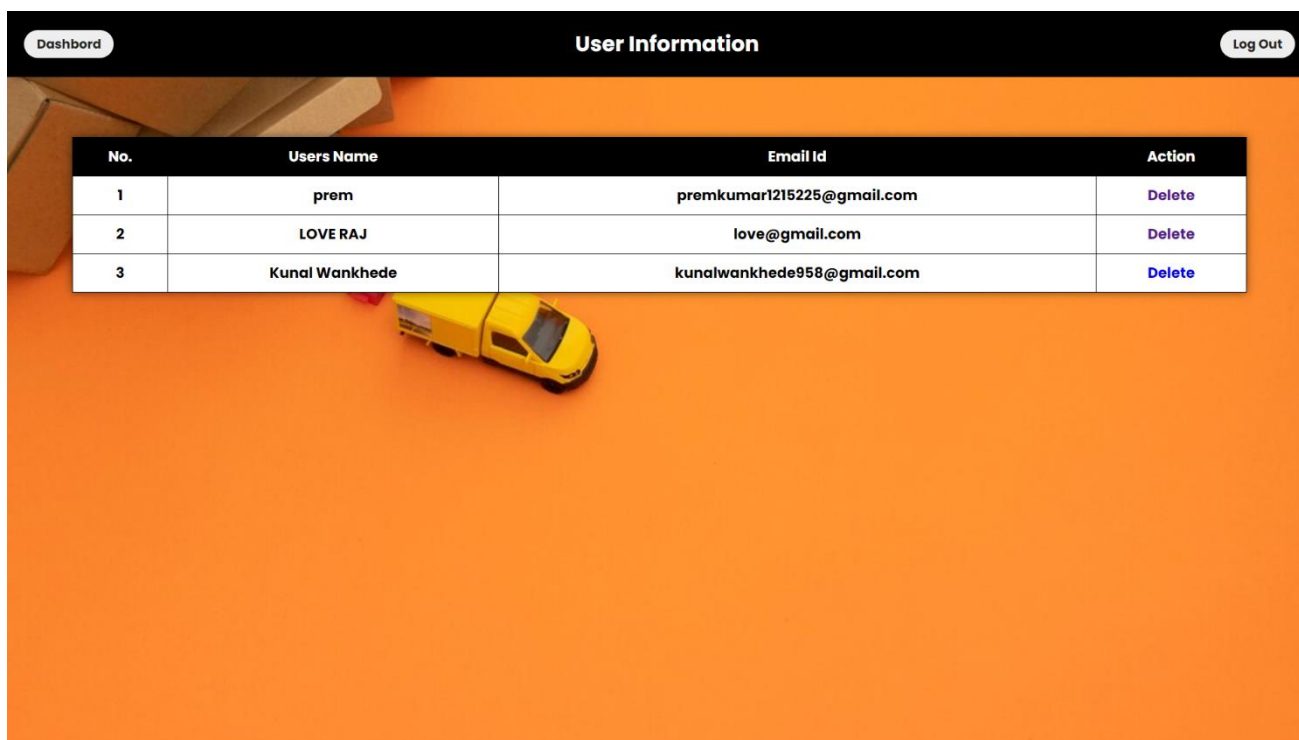 Dashbord User Information Log Out
No. Users Name Email Id Action
1 prem premkumar1215225@gmail.com Delete
2 LOVE RAJ love@gmail.com Delete
3 Kunal Wankhede kunalwankhede958@gmail.com Delete